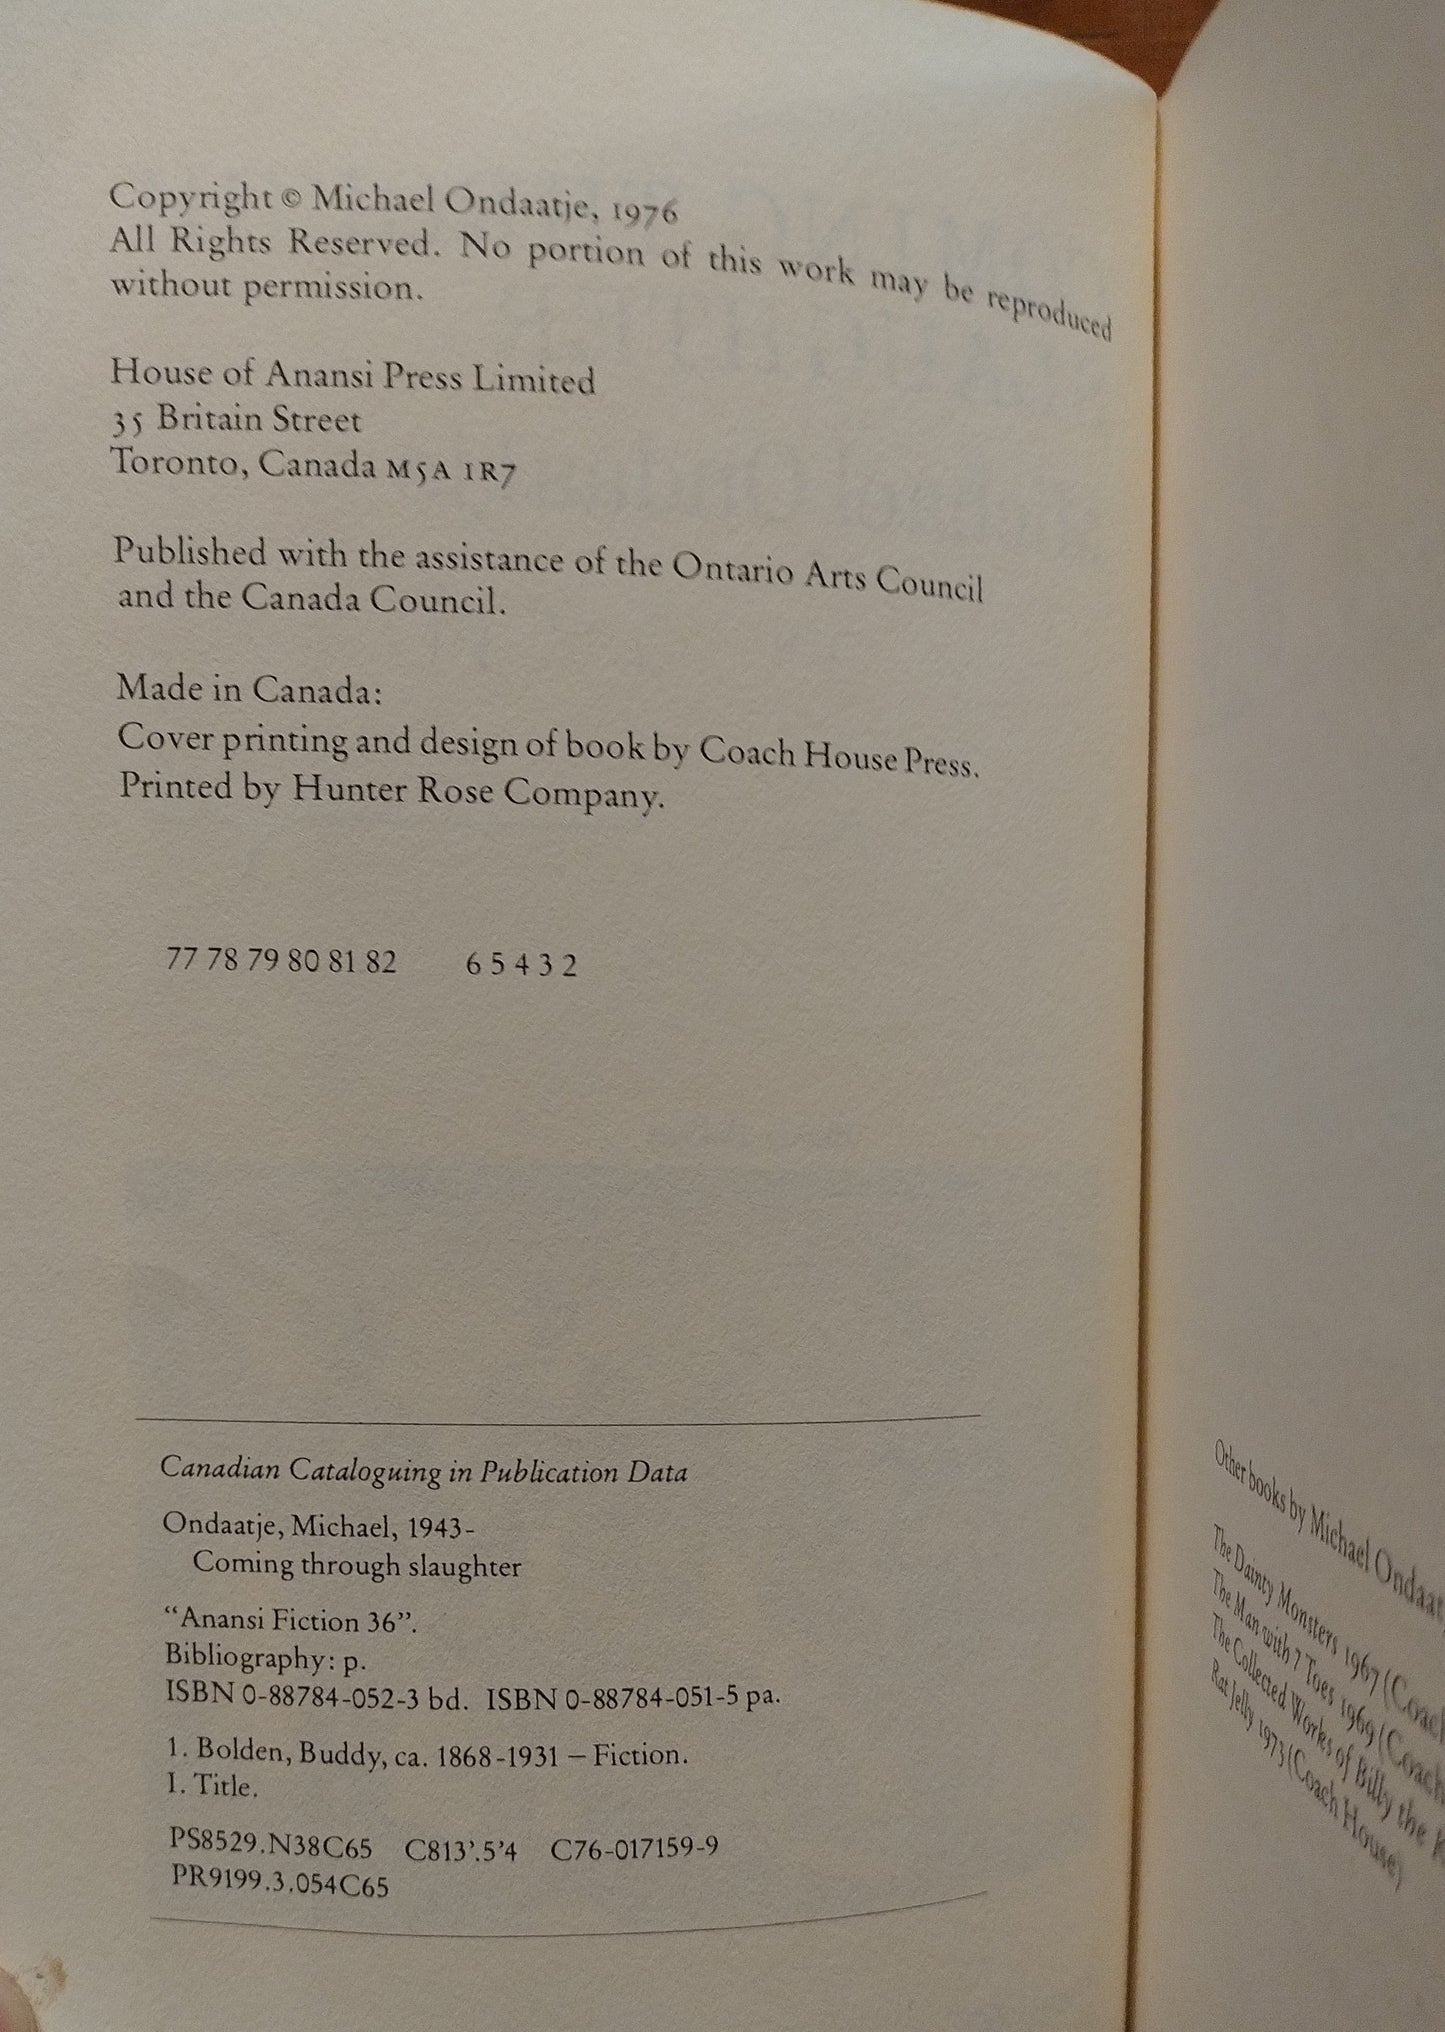 Copyright © Michael Ondaatje, 1976
All Rights Reserved. No portion of this work may be reproduced
without permission.
House of Anansi Press Limited
35 Britain Street
Toronto, Canada M5A 1R7
Published with the assistance of the Ontario Arts Council
and the Canada Council.
Made in Canada:
Cover printing and design of book by Coach House Press.
Printed by Hunter Rose Company.
77 78 79 80 81 82 6 5 4 3 2
Canadian Cataloguing in Publication Data
Ondaatje, Michael, 1943-
Coming through slaughter
“Anansi Fiction 36”.
Bibliography: p.
ISBN 0-88784-052-3 bd. ISBN 0-88784-051-5 pa.
1. Bolden, Buddy, ca. 1868-1931 – Fiction.
I. Title.
PS8529.N38C65 C813’.5’4 C76-017159-9
PR9199.3.054C65
Other books by Michael
The Dainty Monsters 1967 (Coach
The Man with 7 Toes 1969 (Coach
The Collected Works of Billy the
Rat Jelly 1973 (Coach House)